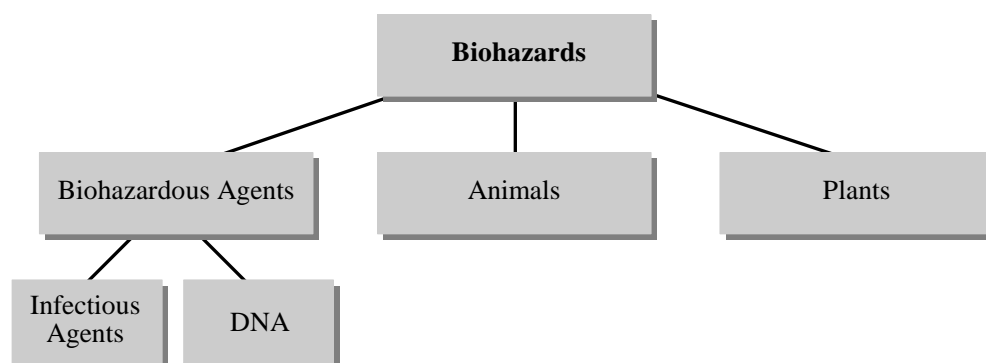 Biohazards
Biohazardous Agents
Animals
Plants
Infectious
Agents
DNA